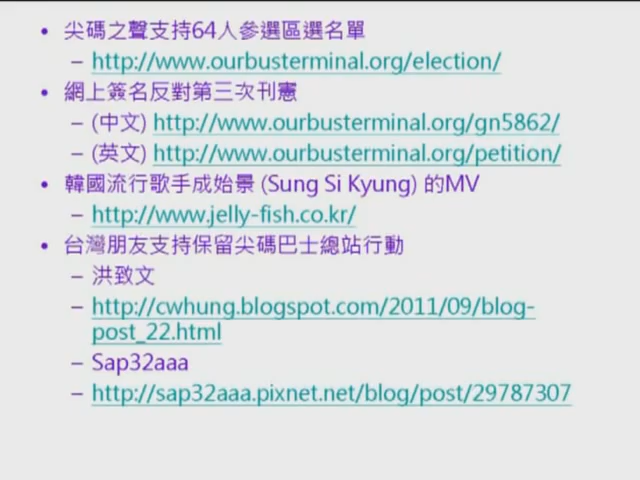 • 尖碼之聲支持64人參選區選名單
– http://www.ourbusterminal.org/election/
• 網上簽名反對第三次刊憲
– (中文) http://www.ourbusterminal.org/gn5862/
– (英文) http://www.ourbusterminal.org/petition/
• 韓國流行歌手成始景 (Sung Si Kyung) 的MV
– http://www.jelly-fish.co.kr/
• 台灣朋友支持保留尖碼巴士總站行動
– 洪致文
– http://cwhung.blogspot.com/2011/09/blog-
post_22.html
– Sap32aaa
– http://sap32aaa.pixnet.net/blog/post/29787307